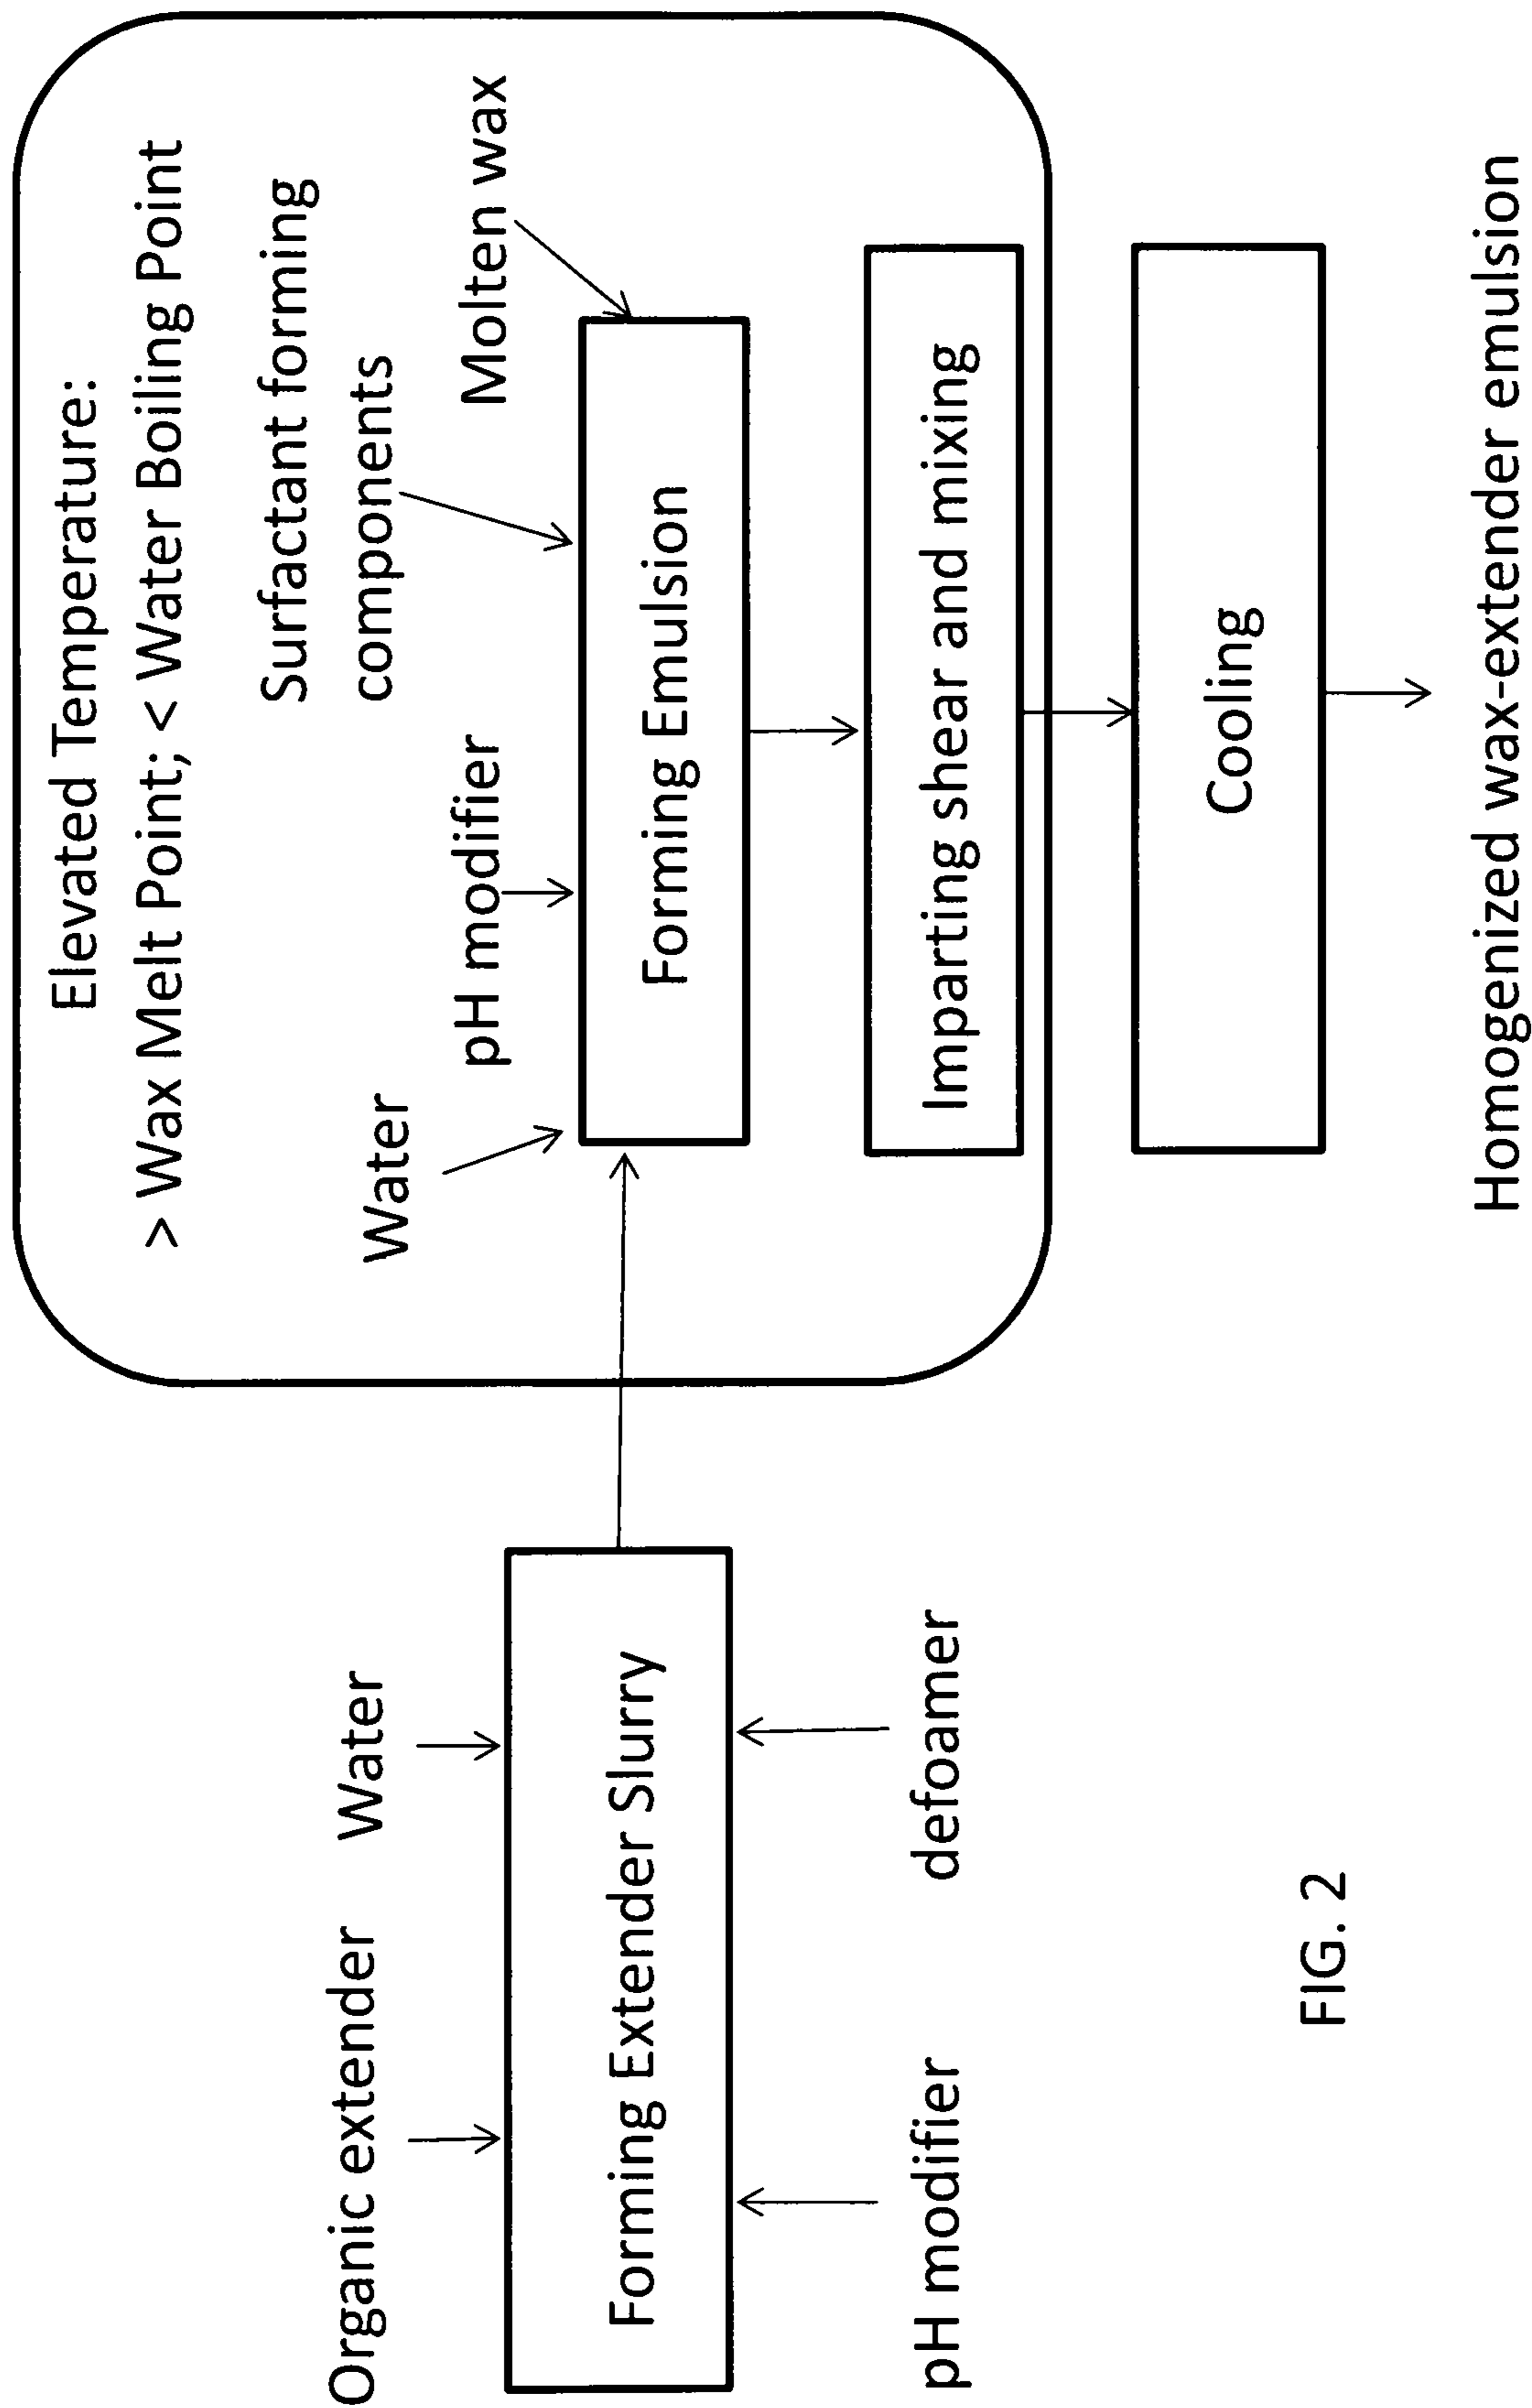 Elevated Temperature:
> Wax Melt Point; < Water Boiling Point
Surfactant forming
components
Water
pH modifier
Molten wax
Forming Emulsion
Imparting shear and mixing
Cooling
Homogenized wax-extender emulsion
Organic extender
Water
Forming Extender Slurry
pH modifier
defoamer
FIG. 2